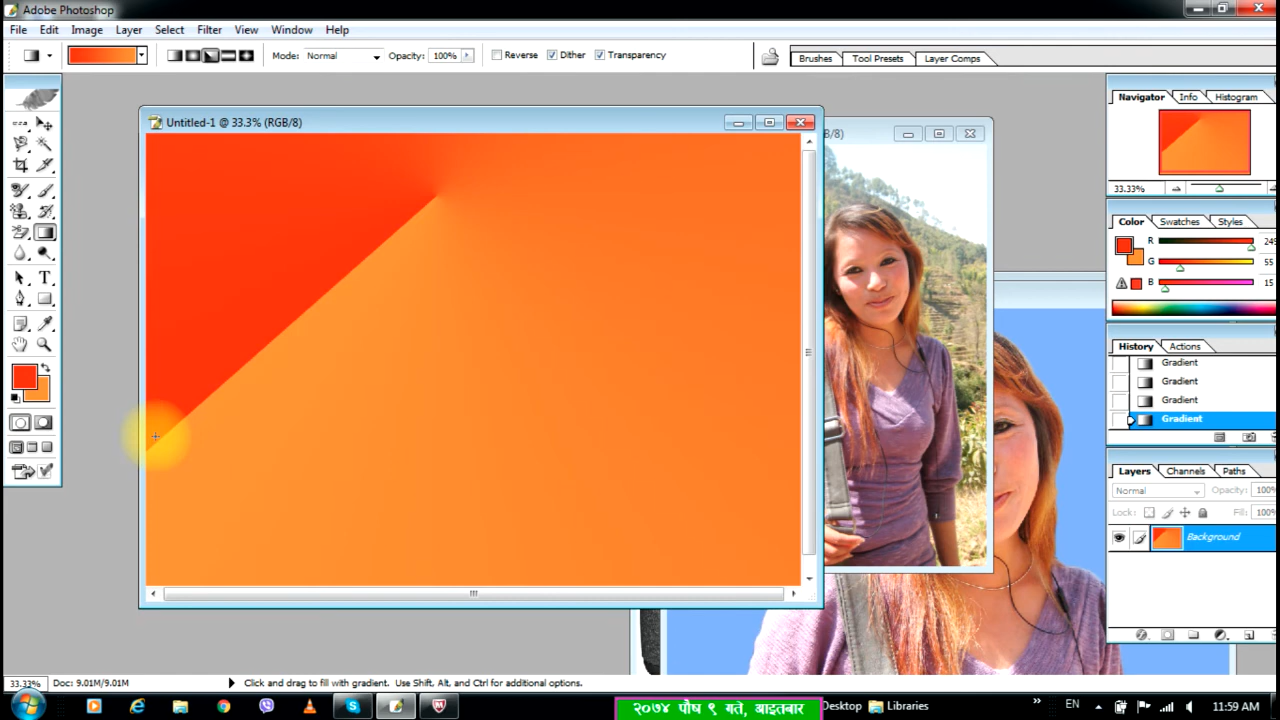 Adobe Photoshop
File Edit Image Layer Select Filter View Window Help
Mode: Normal Opacity: 100% Reverse Dither Transparency Brushes Tool Presets Layer Comps
Untitled-1 @ 33.3% (RGB/8)
B/8)
Navigator Info Histogram
33.33%
Color Swatches Styles
R 249
G 55
B 15
History Actions
Gradient
Gradient
Gradient
Gradient
Layers Channels Paths
Normal Opacity: 100%
Lock: Fill: 100%
Background
33.33% Doc: 9.01M/9.01M Click and drag to fill with gradient. Use Shift, Alt, and Ctrl for additional options.
२०७४ पौष ९ गते, आइतबार Desktop Libraries » EN 11:59 AM